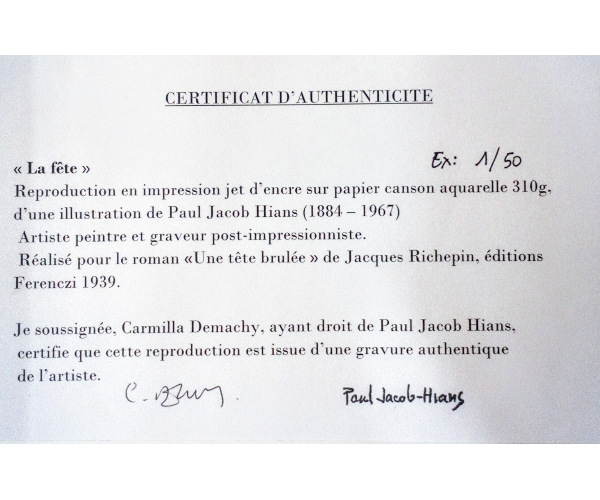 CERTIFICAT D'AUTHENTICITE
« La fête »
Ex: 1/50
Reproduction en impression jet d'encre sur papier canson aquarelle 310g,
d'une illustration de Paul Jacob Hians (1884 – 1967)
Artiste peintre et graveur post-impressionniste.
Réalisé pour le roman «Une tête brulée » de Jacques Richepin, éditions
Ferenczi 1939.
Je soussignée, Carmilla Demachy, ayant droit de Paul Jacob Hians,
certifie que cette reproduction est issue d'une gravure authentique
de l'artiste.
Paul Jacob-Hians